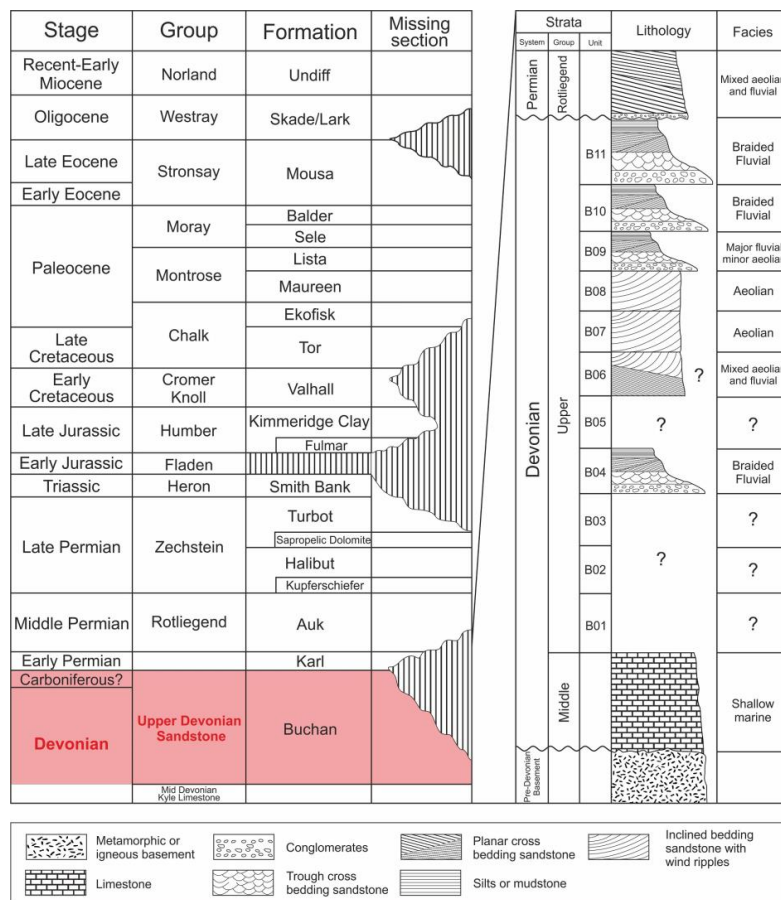 Stage Group Formation Missing section
Recent-Early Miocene Norland Undiff
Oligocene Westray Skade/Lark
Late Eocene Stronsay Mousa
Early Eocene
Paleocene Moray Balder
Sele
Montrose Lista
Maureen
Chalk Ekofisk
Late Cretaceous Tor
Early Cretaceous Cromer Knoll Valhall
Late Jurassic Humber Kimmeridge Clay
Fulmar
Early Jurassic Fladen
Triassic Heron Smith Bank
Late Permian Zechstein Turbot
Sapropelic Dolomite
Halibut
Kupferschiefer
Middle Permian Rotliegend Auk
Early Permian Karl
Carboniferous?
Devonian Upper Devonian Sandstone Buchan
Mid Devonian
Kyle Limestone
Strata Lithology Facies
System Group Unit
Permian Rotliegend Mixed aeolian and fluvial
Devonian Upper
B11 Braided Fluvial
B10 Braided Fluvial
B09 Major fluvial minor aeolian
B08 Aeolian
B07 Aeolian
B06 ? Mixed aeolian and fluvial
B05 ? ?
B04 Braided Fluvial
B03 ?
B02 ? ?
B01 ?
Middle Shallow marine
Pre-Devonian Basement
Metamorphic or igneous basement
Conglomerates
Planar cross bedding sandstone
Inclined bedding sandstone with wind ripples
Limestone
Trough cross bedding sandstone
Silts or mudstone